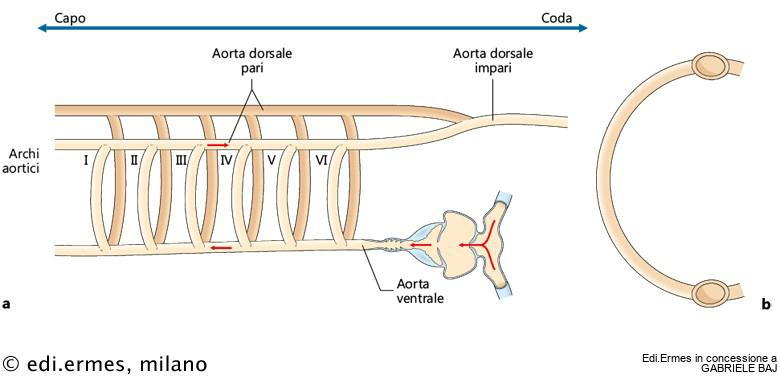 Capo
Coda
Aorta dorsale
pari
Aorta dorsale
impari
Archi
aortici
I II III IV V VI
Aorta
ventrale
a
b
© edi.ermes, milano
Edi.Ermes in concessione a
GABRIELE BAJ